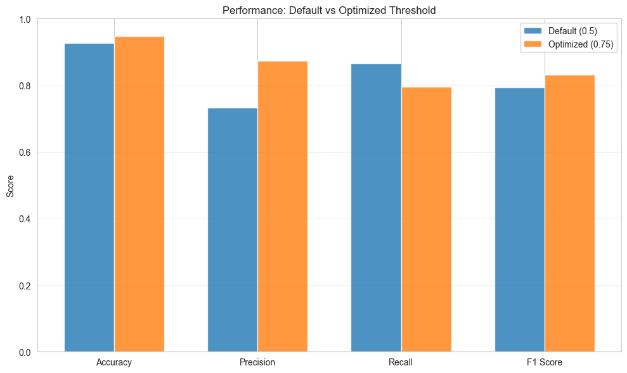 Performance: Default vs Optimized Threshold
Default (0.5)
Optimized (0.75)
Score
1.0
0.8
0.6
0.4
0.2
0.0
Accuracy
Precision
Recall
F1 Score